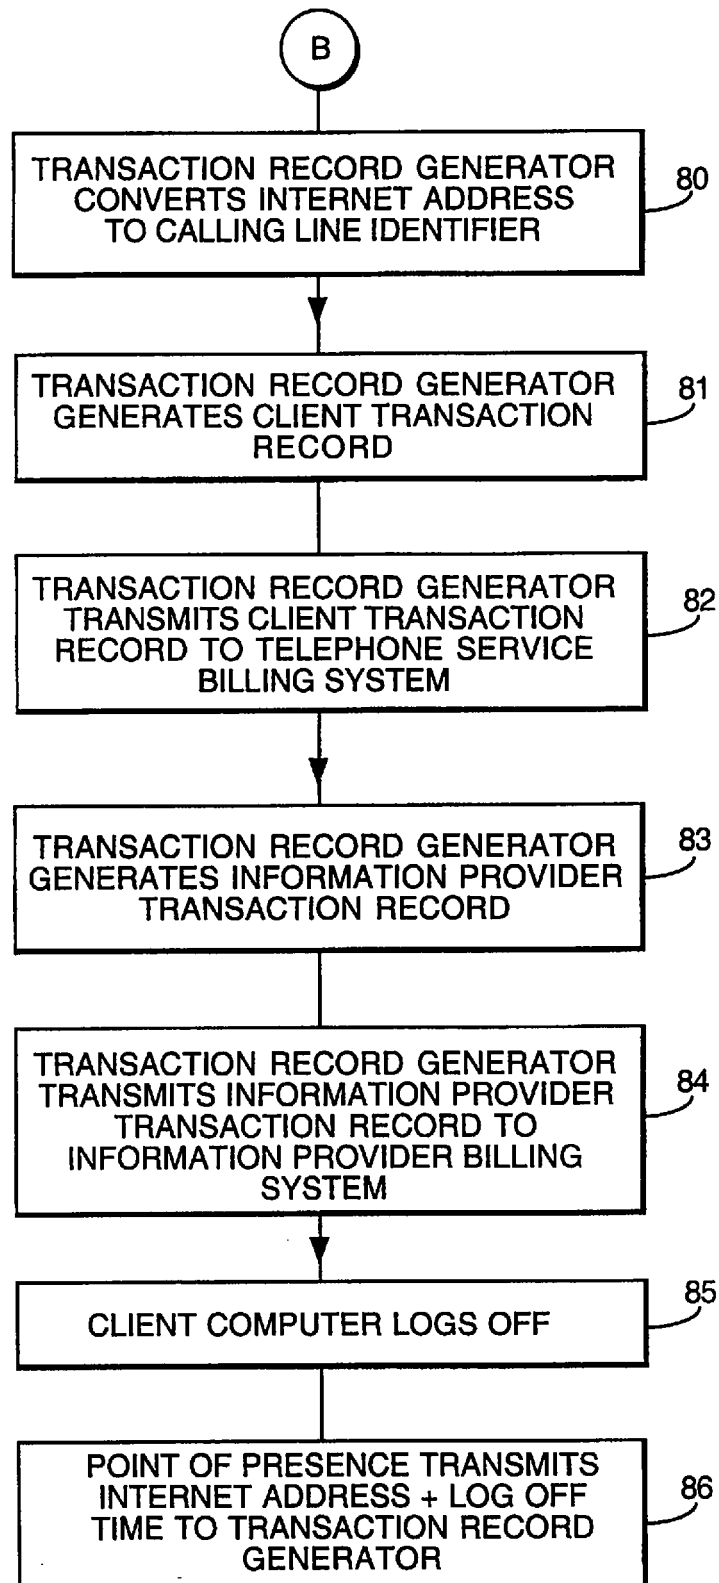 B
TRANSACTION RECORD GENERATOR
CONVERTS INTERNET ADDRESS
TO CALLING LINE IDENTIFIER
80
TRANSACTION RECORD GENERATOR
GENERATES CLIENT TRANSACTION
RECORD
81
TRANSACTION RECORD GENERATOR
TRANSMITS CLIENT TRANSACTION
RECORD TO TELEPHONE SERVICE
BILLING SYSTEM
82
TRANSACTION RECORD GENERATOR
GENERATES INFORMATION PROVIDER
TRANSACTION RECORD
83
TRANSACTION RECORD GENERATOR
TRANSMITS INFORMATION PROVIDER
TRANSACTION RECORD TO
INFORMATION PROVIDER BILLING
SYSTEM
84
CLIENT COMPUTER LOGS OFF
85
POINT OF PRESENCE TRANSMITS
INTERNET ADDRESS + LOG OFF
TIME TO TRANSACTION RECORD
GENERATOR
86